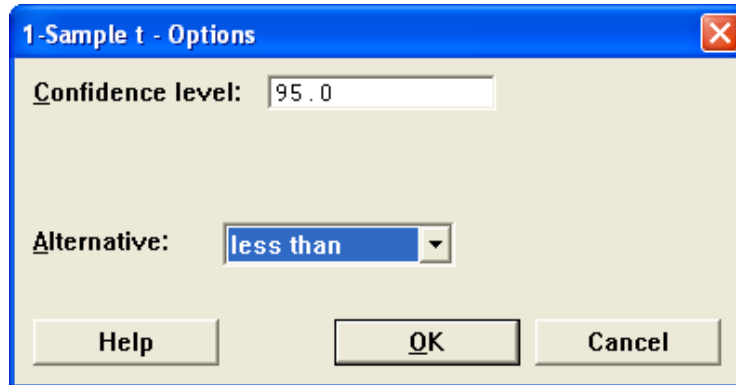 1-Sample t - Options
Confidence level: 95.0
Alternative: less than
Help OK Cancel